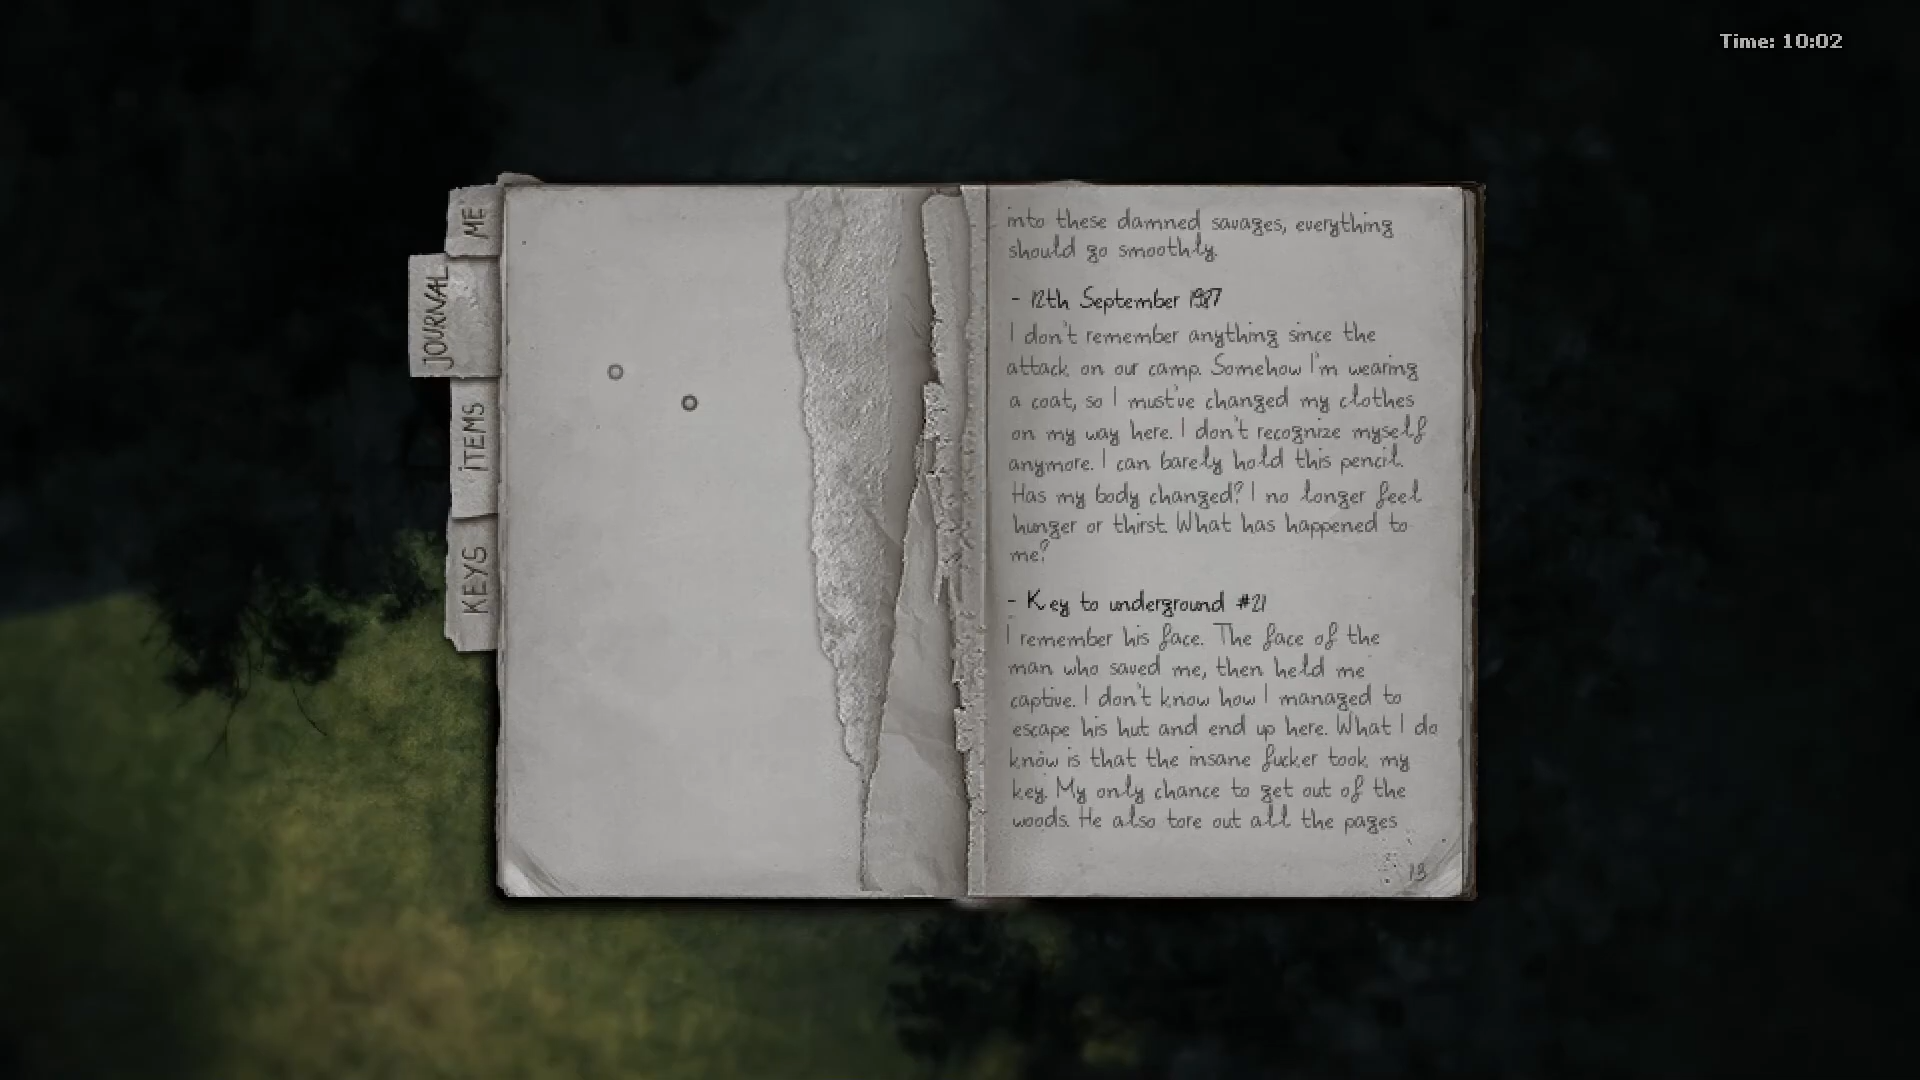 Time: 10:02
ME
JOURNAL
ITEMS
KEYS
into these damned savages, everything
should go smoothly.
- 12th September 1987
I don't remember anything since the
attack on our camp. Somehow I'm wearing
a coat, so I must've changed my clothes
on my way here. I don't recognize myself
anymore. I can barely hold this pencil.
Has my body changed? I no longer feel
hunger or thirst. What has happened to
me?
- Key to underground #21
I remember his face. The face of the
man who saved me, then held me
captive. I don't know how I managed to
escape his hut and end up here. What I do
know is that the insane fucker took my
key. My only chance to get out of the
woods. He also tore out all the pages
13